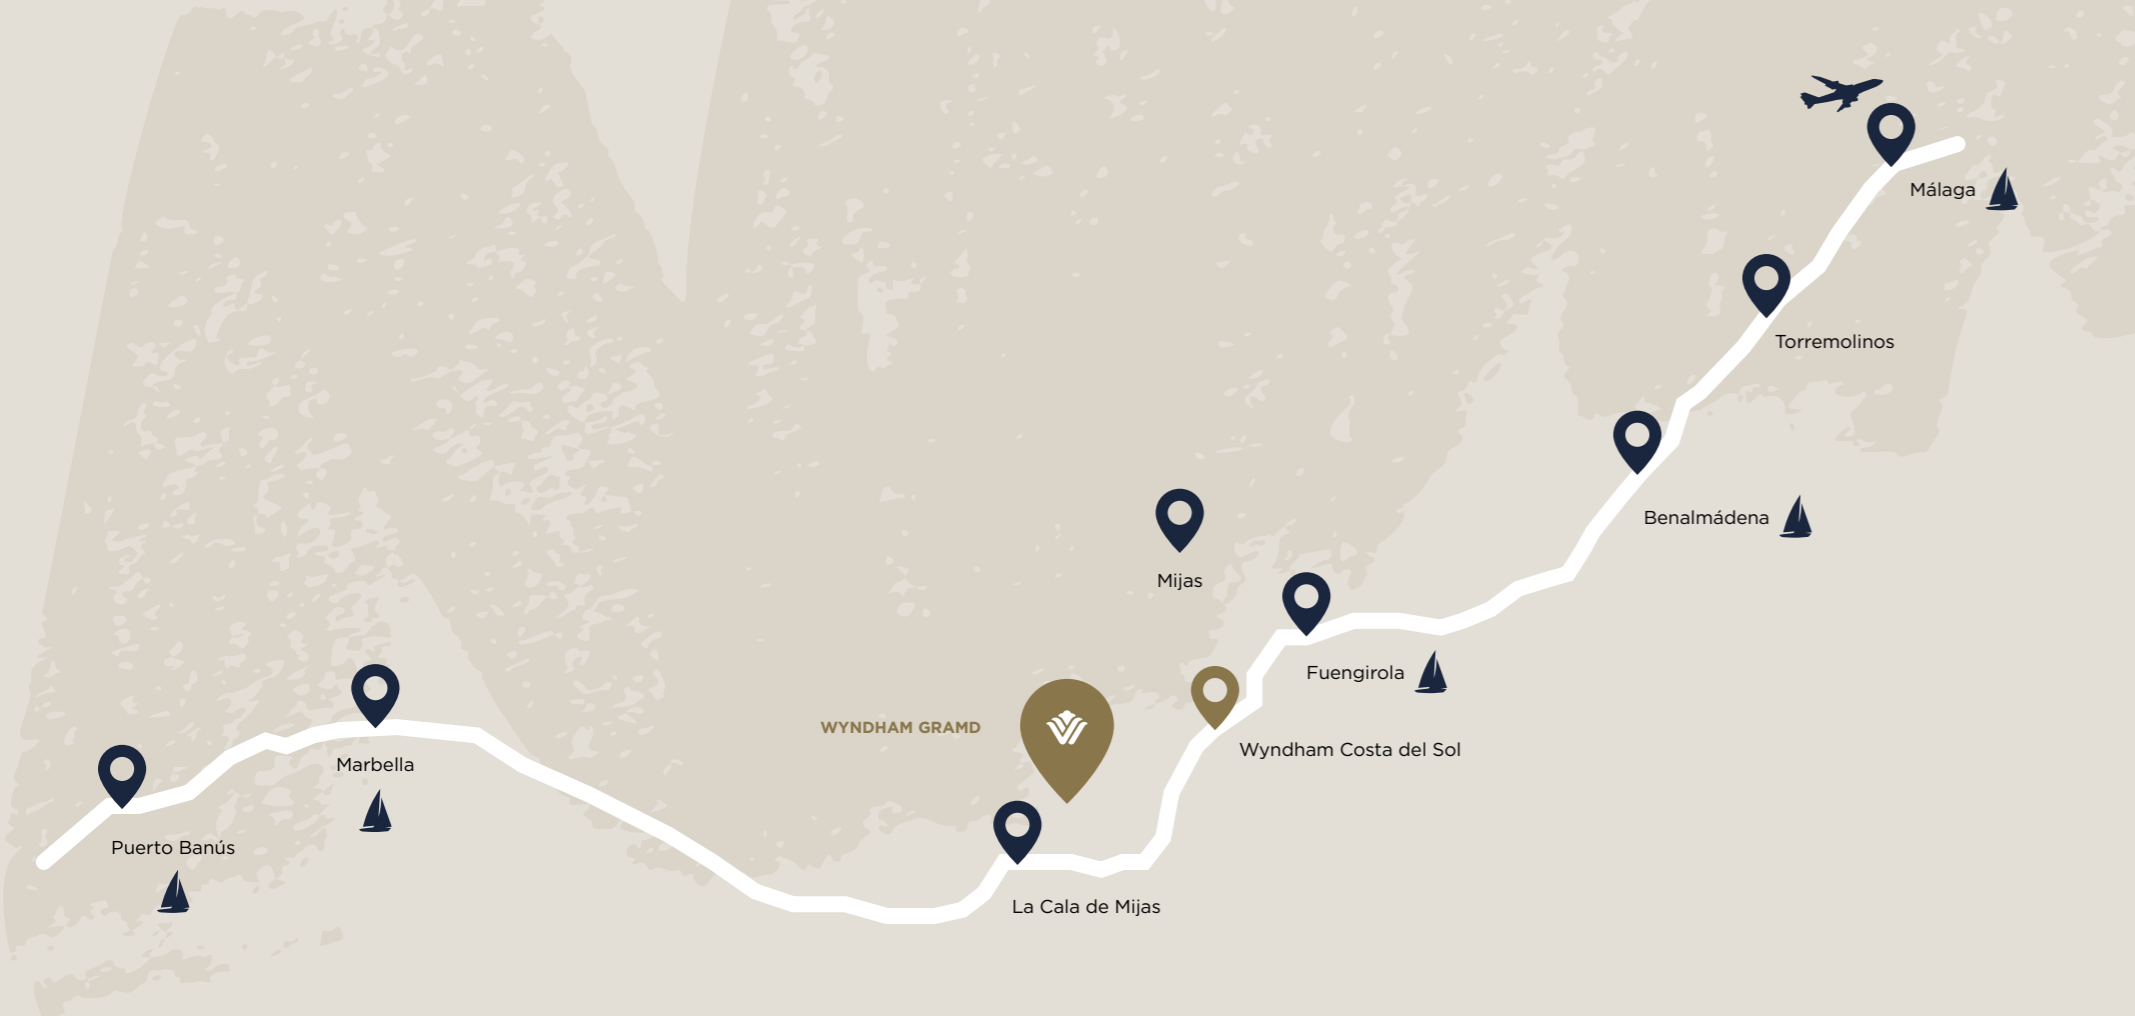 Málaga
Torremolinos
Benalmádena
Mijas
Fuengirola
WYNDHAM GRAMD
Wyndham Costa del Sol
Marbella
Puerto Banús
La Cala de Mijas